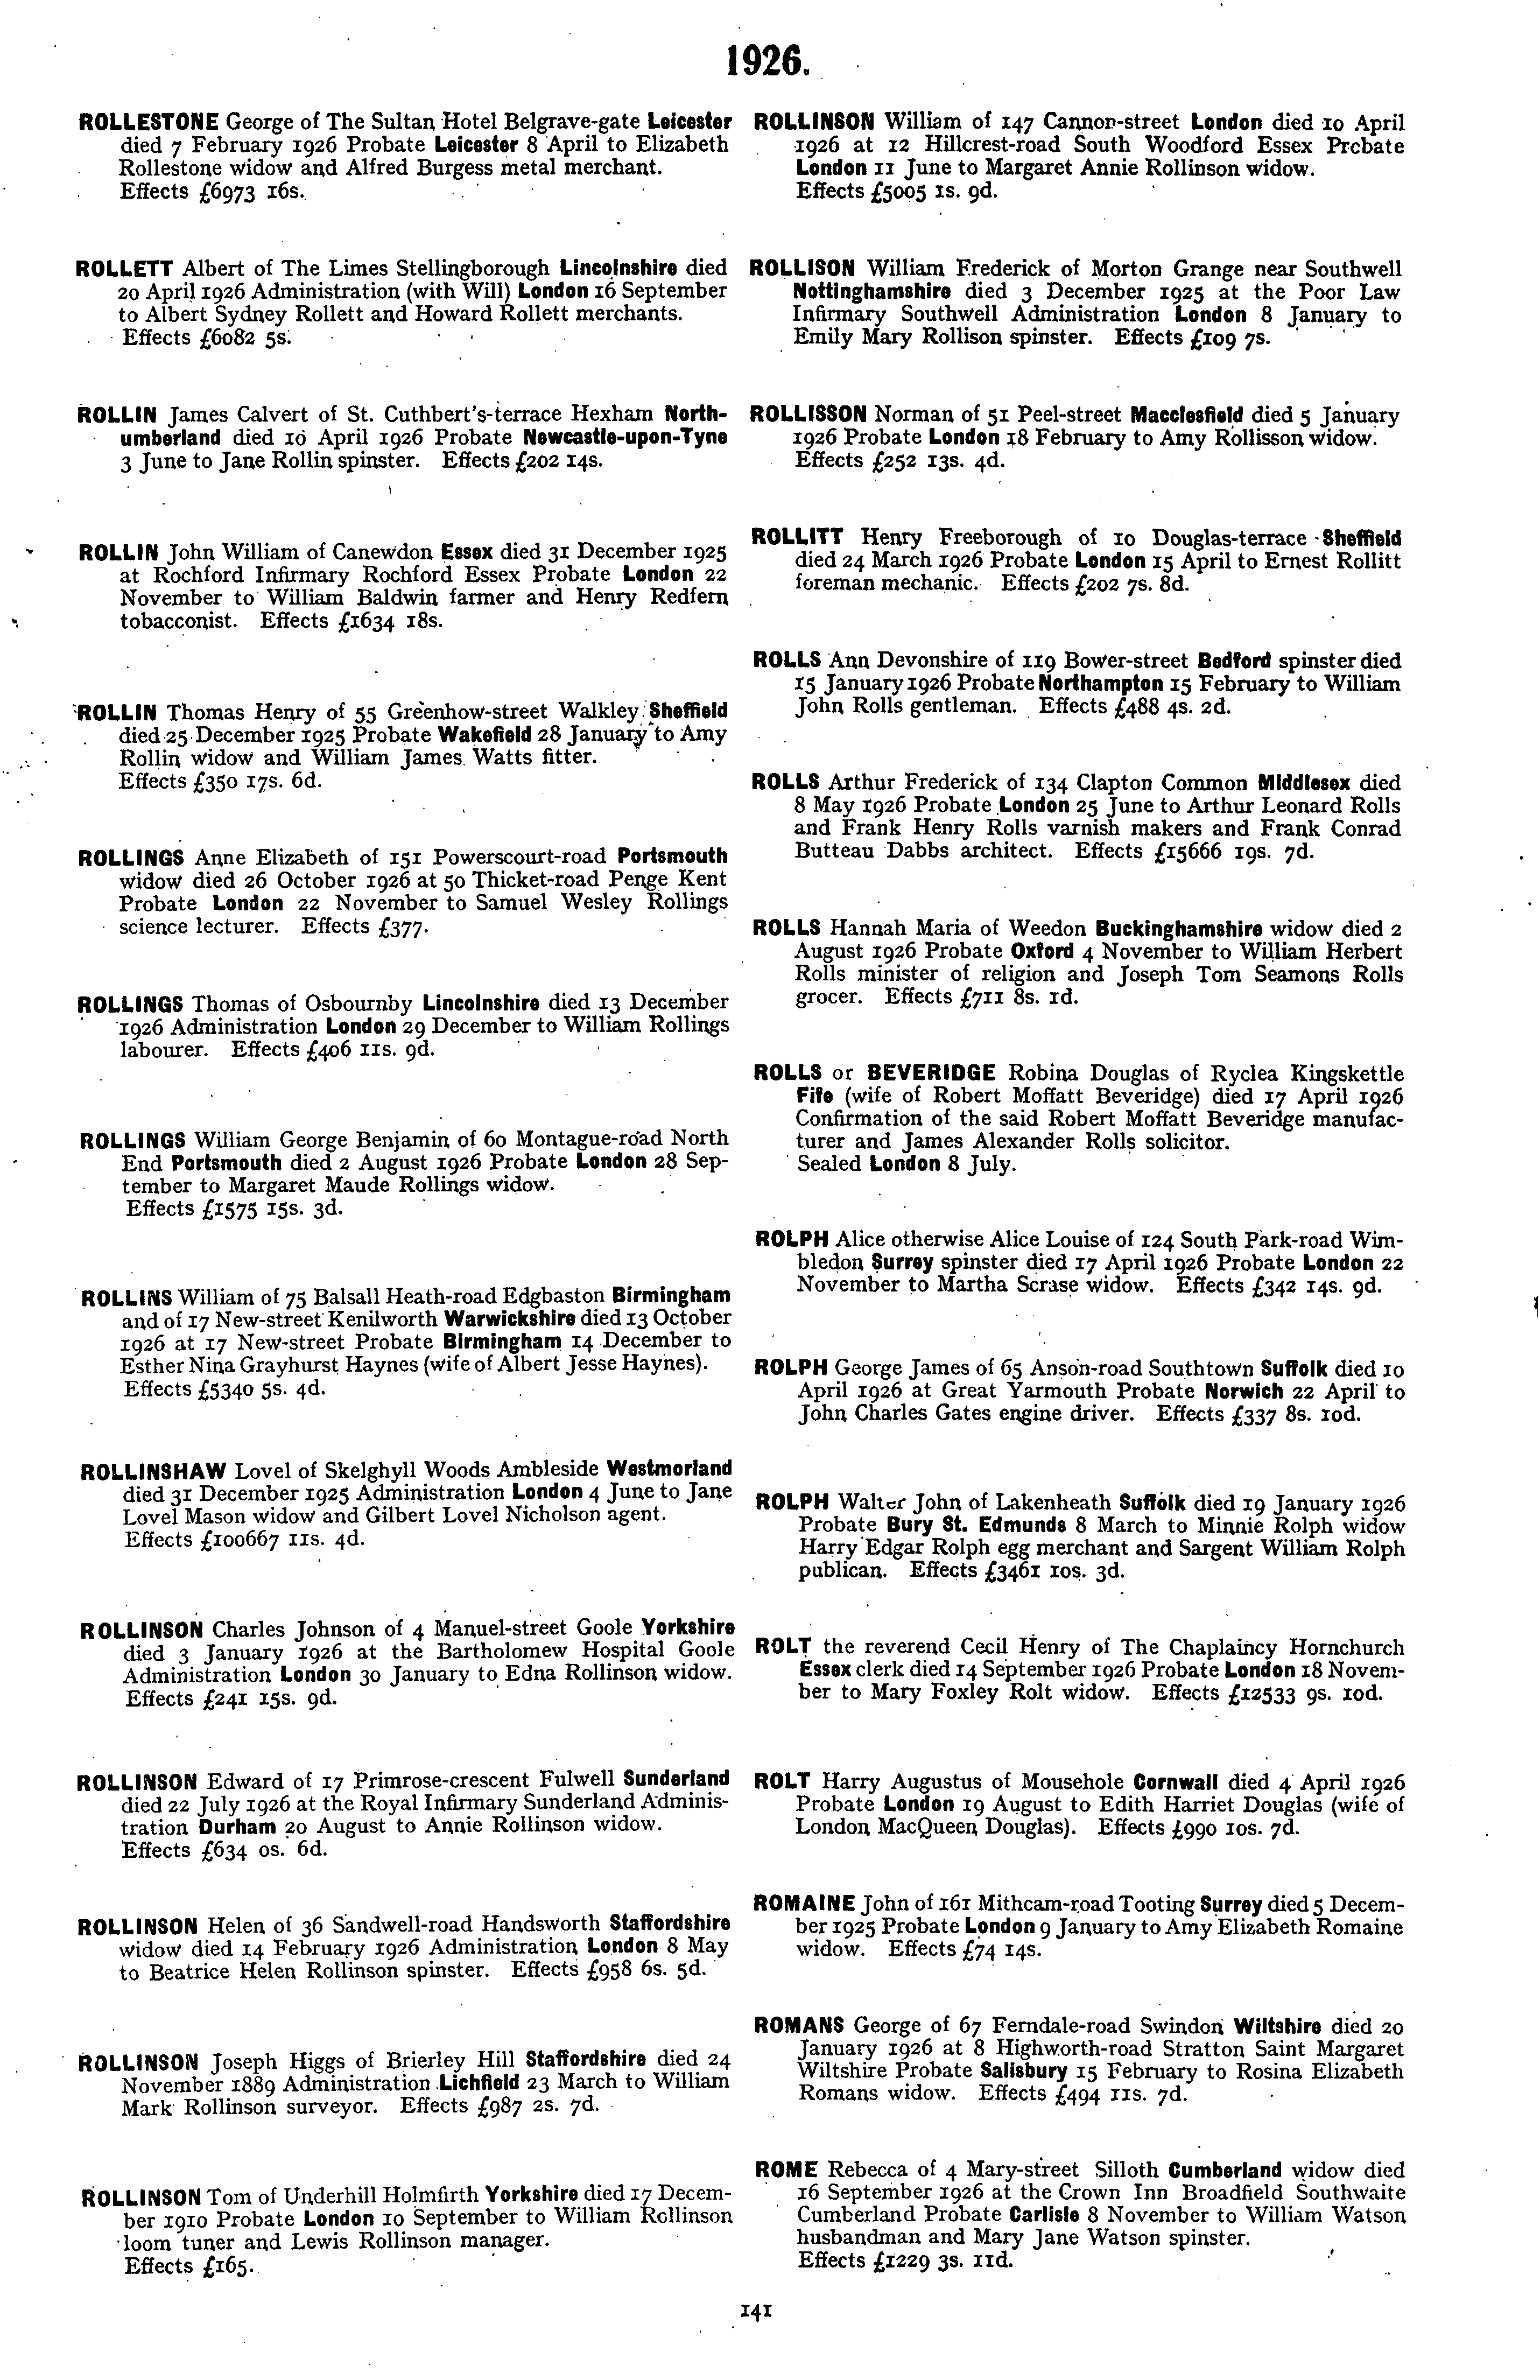 1926.
ROLLESTONE George of The Sultan Hotel Belgrave-gate Leicester
died 7 February 1926 Probate Leicester 8 April to Elizabeth
Rollestone widow and Alfred Burgess metal merchant.
Effects £6973 16s.
ROLLETT Albert of The Limes Stellingborough Lincolnshire died
20 April 1926 Administration (with Will) London 16 September
to Albert Sydney Rollett and Howard Rollett merchants.
Effects £6082 5s.
ROLLIN James Calvert of St. Cuthbert's-terrace Hexham North-
umberland died 10 April 1926 Probate Newcastle-upon-Tyne
3 June to Jane Rollin spinster. Effects £202 14s.
ROLLIN John William of Canewdon Essex died 31 December 1925
at Rochford Infirmary Rochford Essex Probate London 22
November to William Baldwin farmer and Henry Redfern
tobacconist. Effects £1634 18s.
ROLLIN Thomas Henry of 55 Greenhow-street Walkley Sheffield
died 25 December 1925 Probate Wakefield 28 January to Amy
Rollin widow and William James Watts fitter.
Effects £350 17s. 6d.
ROLLINGS Anne Elizabeth of 151 Powerscourt-road Portsmouth
widow died 26 October 1926 at 50 Thicket-road Penge Kent
Probate London 22 November to Samuel Wesley Rollings
science lecturer. Effects £377.
ROLLINGS Thomas of Osbournby Lincolnshire died 13 December
1926 Administration London 29 December to William Rollings
labourer. Effects £406 11s. 9d.
ROLLINGS William George Benjamin of 60 Montague-road North
End Portsmouth died 2 August 1926 Probate London 28 Sep-
tember to Margaret Maude Rollings widow.
Effects £1575 15s. 3d.
ROLLINS William of 75 Balsall Heath-road Edgbaston Birmingham
and of 17 New-street Kenilworth Warwickshire died 13 October
1926 at 17 New-street Probate Birmingham 14 December to
Esther Nina Grayhurst Haynes (wife of Albert Jesse Haynes).
Effects £5340 5s. 4d.
ROLLINSHAW Lovel of Skelghyll Woods Ambleside Westmorland
died 31 December 1925 Administration London 4 June to Jane
Lovel Mason widow and Gilbert Lovel Nicholson agent.
Effects £100667 11s. 4d.
ROLLINSON Charles Johnson of 4 Manuel-street Goole Yorkshire
died 3 January 1926 at the Bartholomew Hospital Goole
Administration London 30 January to Edna Rollinson widow.
Effects £241 15s. 9d.
ROLLINSON Edward of 17 Primrose-crescent Fulwell Sunderland
died 22 July 1926 at the Royal Infirmary Sunderland Adminis-
tration Durham 20 August to Annie Rollinson widow.
Effects £634 0s. 6d.
ROLLINSON Helen of 36 Sandwell-road Handsworth Staffordshire
widow died 14 February 1926 Administration London 8 May
to Beatrice Helen Rollinson spinster. Effects £958 6s. 5d.
ROLLINSON Joseph Higgs of Brierley Hill Staffordshire died 24
November 1889 Administration Lichfield 23 March to William
Mark Rollinson surveyor. Effects £987 2s. 7d.
ROLLINSON Tom of Underhill Holmfirth Yorkshire died 17 Decem-
ber 1910 Probate London 10 September to William Rollinson
loom tuner and Lewis Rollinson manager.
Effects £165.
ROLLINSON William of 147 Cannon-street London died 10 April
1926 at 12 Hillcrest-road South Woodford Essex Probate
London 11 June to Margaret Annie Rollinson widow.
Effects £5005 1s. 9d.
ROLLISON William Frederick of Morton Grange near Southwell
Nottinghamshire died 3 December 1925 at the Poor Law
Infirmary Southwell Administration London 8 January to
Emily Mary Rollison spinster. Effects £109 7s.
ROLLISSON Norman of 51 Peel-street Macclesfield died 5 January
1926 Probate London 18 February to Amy Rollisson widow.
Effects £252 13s. 4d.
ROLLITT Henry Freeborough of 10 Douglas-terrace Sheffield
died 24 March 1926 Probate London 15 April to Ernest Rollitt
foreman mechanic. Effects £202 7s. 8d.
ROLLS Ann Devonshire of 119 Bower-street Bedford spinster died
15 January 1926 Probate Northampton 15 February to William
John Rolls gentleman. Effects £488 4s. 2d.
ROLLS Arthur Frederick of 134 Clapton Common Middlesex died
8 May 1926 Probate London 25 June to Arthur Leonard Rolls
and Frank Henry Rolls varnish makers and Frank Conrad
Butteau Dabbs architect. Effects £15666 19s. 7d.
ROLLS Hannah Maria of Weedon Buckinghamshire widow died 2
August 1926 Probate Oxford 4 November to William Herbert
Rolls minister of religion and Joseph Tom Seamons Rolls
grocer. Effects £711 8s. 1d.
ROLLS or BEVERIDGE Robina Douglas of Ryclea Kingskettle
Fife (wife of Robert Moffatt Beveridge) died 17 April 1926
Confirmation of the said Robert Moffatt Beveridge manufac-
turer and James Alexander Rolls solicitor.
Sealed London 8 July.
ROLPH Alice otherwise Alice Louise of 124 South Park-road Wim-
bledon Surrey spinster died 17 April 1926 Probate London 22
November to Martha Scrase widow. Effects £342 14s. 9d.
ROLPH George James of 65 Anson-road Southtown Suffolk died 10
April 1926 at Great Yarmouth Probate Norwich 22 April to
John Charles Gates engine driver. Effects £337 8s. 10d.
ROLPH Walter John of Lakenheath Suffolk died 19 January 1926
Probate Bury St. Edmunds 8 March to Minnie Rolph widow
Harry Edgar Rolph egg merchant and Sargent William Rolph
publican. Effects £3461 10s. 3d.
ROLT the reverend Cecil Henry of The Chaplaincy Hornchurch
Essex clerk died 14 September 1926 Probate London 18 Novem-
ber to Mary Foxley Rolt widow. Effects £12533 9s. 10d.
ROLT Harry Augustus of Mousehole Cornwall died 4 April 1926
Probate London 19 August to Edith Harriet Douglas (wife of
London MacQueen Douglas). Effects £990 10s. 7d.
ROMAINE John of 161 Mithcam-road Tooting Surrey died 5 Decem-
ber 1925 Probate London 9 January to Amy Elizabeth Romaine
widow. Effects £74 14s.
ROMANS George of 67 Ferndale-road Swindon Wiltshire died 20
January 1926 at 8 Highworth-road Stratton Saint Margaret
Wiltshire Probate Salisbury 15 February to Rosina Elizabeth
Romans widow. Effects £494 11s. 7d.
ROME Rebecca of 4 Mary-street Silloth Cumberland widow died
16 September 1926 at the Crown Inn Broadfield Southwaite
Cumberland Probate Carlisle 8 November to William Watson
husbandman and Mary Jane Watson spinster.
Effects £1229 3s. 11d.
141